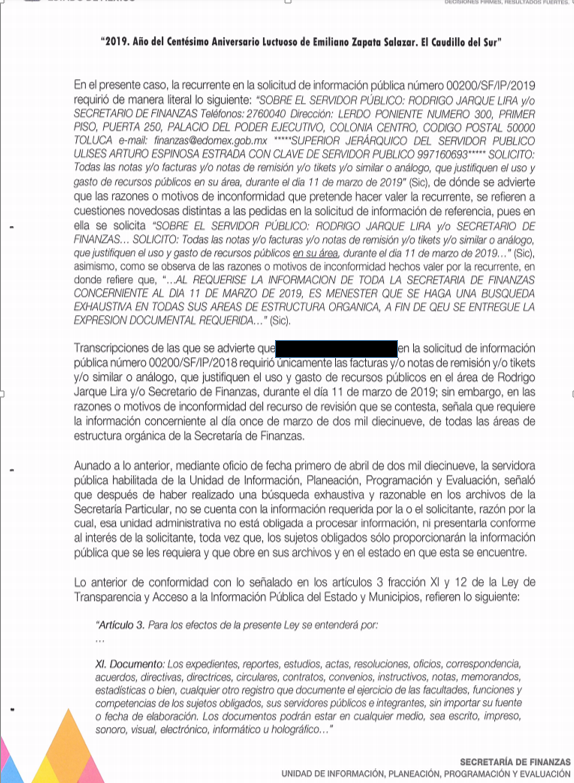 DECISIONES FIRMES, RESULTADOS FUERTES.
"2019. Año del Centésimo Aniversario Luctuoso de Emiliano Zapata Salazar. El Caudillo del Sur"
En el presente caso, la recurrente en la solicitud de información pública número 00200/SF/IP/2019
requirió de manera literal lo siguiente: "SOBRE EL SERVIDOR PÚBLICO: RODRIGO JARQUE LIRA y/o
SECRETARIO DE FINANZAS Teléfonos: 2760040 Dirección: LERDO PONIENTE NUMERO 300, PRIMER
PISO, PUERTA 250, PALACIO DEL PODER EJECUTIVO, COLONIA CENTRO, CODIGO POSTAL 50000
TOLUCA e-mail: finanzas@edomex.gob.mx *****SUPERIOR JERÁRQUICO DEL SERVIDOR PUBLICO
ULISES ARTURO ESPINOSA ESTRADA CON CLAVE DE SERVIDOR PUBLICO 997160693***** SOLICITO:
Todas las notas y/o facturas y/o notas de remisión y/o tikets y/o similar o análogo, que justifiquen el uso y
gasto de recursos públicos en su área, durante el dia 11 de marzo de 2019" (Sic), de dónde se advierte
que las razones o motivos de inconformidad que pretende hacer valer la recurrente, se refieren a
cuestiones novedosas distintas a las pedidas en la solicitud de información de referencia, pues en
ella se solicita "SOBRE EL SERVIDOR PÚBLICO: RODRIGO JARQUE LIRA y/o SECRETARIO DE
FINANZAS... SOLICITO: Todas las notas y/o facturas y/o notas de remisión y/o tikets y/o similar o análogo,
que justifiquen el uso y gasto de recursos públicos en su área, durante el dia 11 de marzo de 2019..." (Sic),
asimismo, como se observa de las razones o motivos de inconformidad hechos valer por la recurrente, en
donde refiere que, "...AL REQUERISE LA INFORMACION DE TODA LA SECRETARIA DE FINANZAS
CONCERNIENTE AL DIA 11 DE MARZO DE 2019, ES MENESTER QUE SE HAGA UNA BUSQUEDA
EXHAUSTIVA EN TODAS SUS AREAS DE ESTRUCTURA ORGANICA, A FIN DE QEU SE ENTREGUE LA
EXPRESION DOCUMENTAL REQUERIDA..." (Sic).
Transcripciones de las que se advierte que en la solicitud de información
pública número 00200/SF/IP/2018 requirió únicamente las facturas y/o notas de remisión y/o tikets
y/o similar o análogo, que justifiquen el uso y gasto de recursos públicos en el área de Rodrigo
Jarque Lira y/o Secretario de Finanzas, durante el día 11 de marzo de 2019; sin embargo, en las
razones o motivos de inconformidad del recurso de revisión que se contesta, señala que requiere
la información concerniente al día once de marzo de dos mil diecinueve, de todas las áreas de
estructura orgánica de la Secretaría de Finanzas.
Aunado a lo anterior, mediante oficio de fecha primero de abril de dos mil diecinueve, la servidora
pública habilitada de la Unidad de Información, Planeación, Programación y Evaluación, señaló
que después de haber realizado una búsqueda exhaustiva y razonable en los archivos de la
Secretaría Particular, no se cuenta con la información requerida por la o el solicitante, razón por la
cual, esa unidad administrativa no está obligada a procesar información, ni presentarla conforme
al interés de la solicitante, toda vez que, los sujetos obligados sólo proporcionarán la información
pública que se les requiera y que obre en sus archivos y en el estado en que esta se encuentre.
Lo anterior de conformidad con lo señalado en los artículos 3 fracción XI y 12 de la Ley de
Transparencia y Acceso a la Información Pública del Estado y Municipios, refieren lo siguiente:
"Artículo 3. Para los efectos de la presente Ley se entenderá por:
...
XI. Documento: Los expedientes, reportes, estudios, actas, resoluciones, oficios, correspondencia,
acuerdos, directivas, directrices, circulares, contratos, convenios, instructivos, notas, memorandos,
estadísticas o bien, cualquier otro registro que documente el ejercicio de las facultades, funciones y
competencias de los sujetos obligados, sus servidores públicos e integrantes, sin importar su fuente
o fecha de elaboración. Los documentos podrán estar en cualquier medio, sea escrito, impreso,
sonoro, visual, electrónico, informático u holográfico..."
SECRETARÍA DE FINANZAS
UNIDAD DE INFORMACIÓN, PLANEACIÓN, PROGRAMACIÓN Y EVALUACIÓN